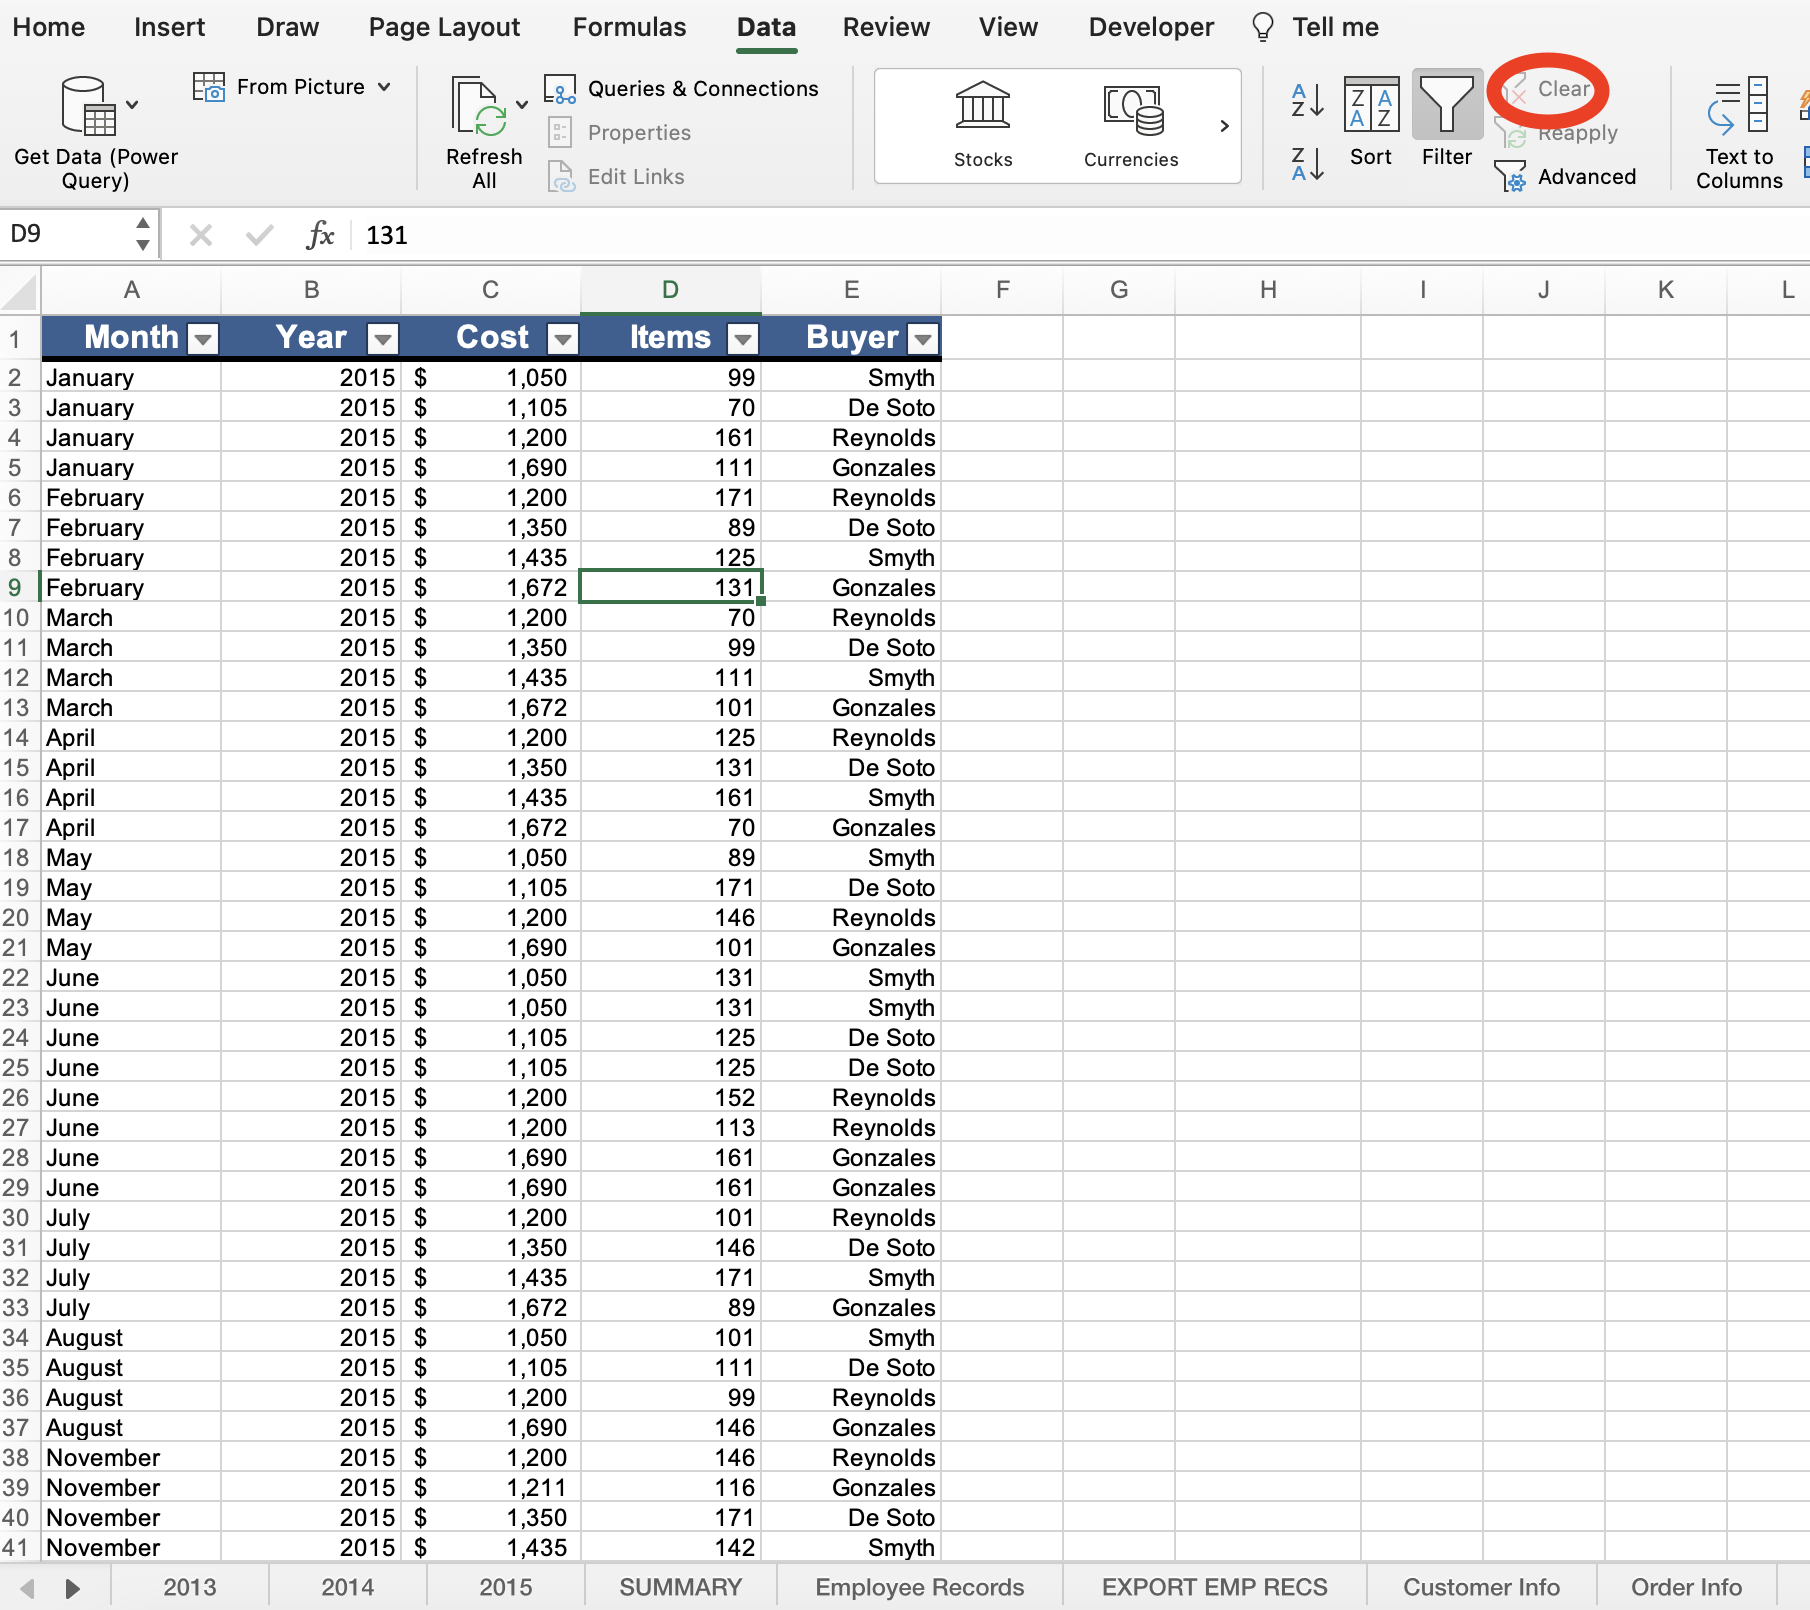 Home Insert Draw Page Layout Formulas Data Review View Developer Tell me
Get Data (Power Query)
From Picture
Refresh All
Queries & Connections
Properties
Edit Links
Stocks
Currencies
Sort
Filter
Clear
Reapply
Advanced
Text to Columns
D9 fx 131
A B C D E F G H I J K L
1 Month Year Cost Items Buyer
2 January 2015 $ 1,050 99 Smyth
3 January 2015 $ 1,105 70 De Soto
4 January 2015 $ 1,200 161 Reynolds
5 January 2015 $ 1,690 111 Gonzales
6 February 2015 $ 1,200 171 Reynolds
7 February 2015 $ 1,350 89 De Soto
8 February 2015 $ 1,435 125 Smyth
9 February 2015 $ 1,672 131 Gonzales
10 March 2015 $ 1,200 70 Reynolds
11 March 2015 $ 1,350 99 De Soto
12 March 2015 $ 1,435 111 Smyth
13 March 2015 $ 1,672 101 Gonzales
14 April 2015 $ 1,200 125 Reynolds
15 April 2015 $ 1,350 131 De Soto
16 April 2015 $ 1,435 161 Smyth
17 April 2015 $ 1,672 70 Gonzales
18 May 2015 $ 1,050 89 Smyth
19 May 2015 $ 1,105 171 De Soto
20 May 2015 $ 1,200 146 Reynolds
21 May 2015 $ 1,690 101 Gonzales
22 June 2015 $ 1,050 131 Smyth
23 June 2015 $ 1,050 131 Smyth
24 June 2015 $ 1,105 125 De Soto
25 June 2015 $ 1,105 125 De Soto
26 June 2015 $ 1,200 152 Reynolds
27 June 2015 $ 1,200 113 Reynolds
28 June 2015 $ 1,690 161 Gonzales
29 June 2015 $ 1,690 161 Gonzales
30 July 2015 $ 1,200 101 Reynolds
31 July 2015 $ 1,350 146 De Soto
32 July 2015 $ 1,435 171 Smyth
33 July 2015 $ 1,672 89 Gonzales
34 August 2015 $ 1,050 101 Smyth
35 August 2015 $ 1,105 111 De Soto
36 August 2015 $ 1,200 99 Reynolds
37 August 2015 $ 1,690 146 Gonzales
38 November 2015 $ 1,200 146 Reynolds
39 November 2015 $ 1,211 116 Gonzales
40 November 2015 $ 1,350 171 De Soto
41 November 2015 $ 1,435 142 Smyth
2013 2014 2015 SUMMARY Employee Records EXPORT EMP RECS Customer Info Order Info